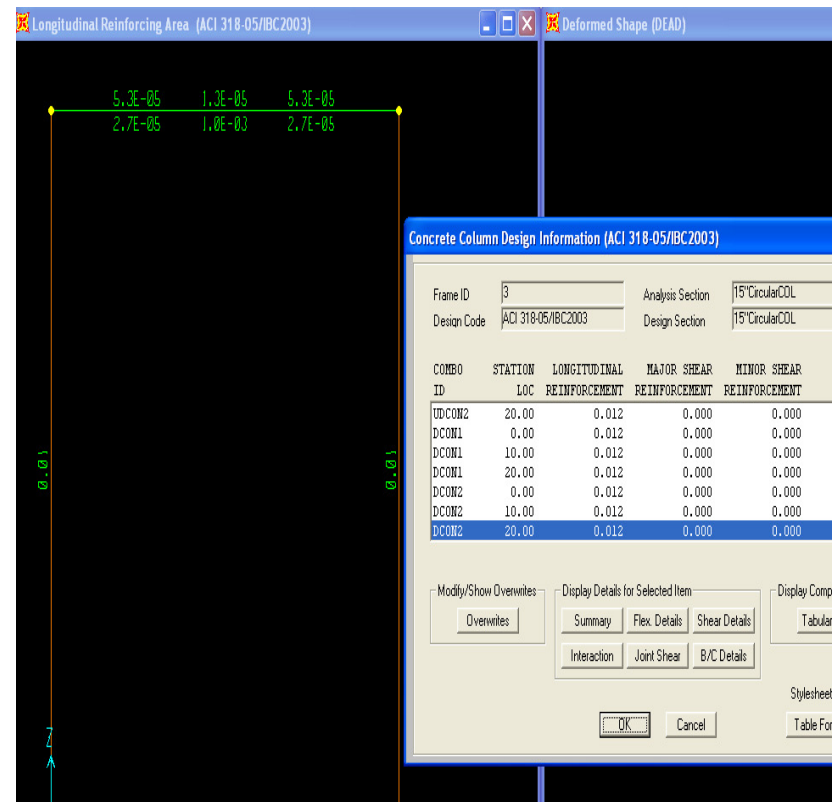 Longitudinal Reinforcing Area (ACI 318-05/IBC2003)
Deformed Shape (DEAD)
5.3E-05 1.3E-05 5.3E-05
2.7E-05 1.0E-03 2.7E-05
0.01
0.01
Z
Concrete Column Design Information (ACI 318-05/IBC2003)
Frame ID 3 Analysis Section 15"CircularCOL
Design Code ACI 318-05/IBC2003 Design Section 15"CircularCOL
COMBO STATION LONGITUDINAL MAJOR SHEAR MINOR SHEAR
ID LOC REINFORCEMENT REINFORCEMENT REINFORCEMENT
UDCON2 20.00 0.012 0.000 0.000
DCON1 0.00 0.012 0.000 0.000
DCON1 10.00 0.012 0.000 0.000
DCON1 20.00 0.012 0.000 0.000
DCON2 0.00 0.012 0.000 0.000
DCON2 10.00 0.012 0.000 0.000
DCON2 20.00 0.012 0.000 0.000
Modify/Show Overwrites Display Details for Selected Item Display Comp
Overwrites Summary Flex. Details Shear Details Tabular
Interaction Joint Shear B/C Details
Stylesheet
OK Cancel Table For